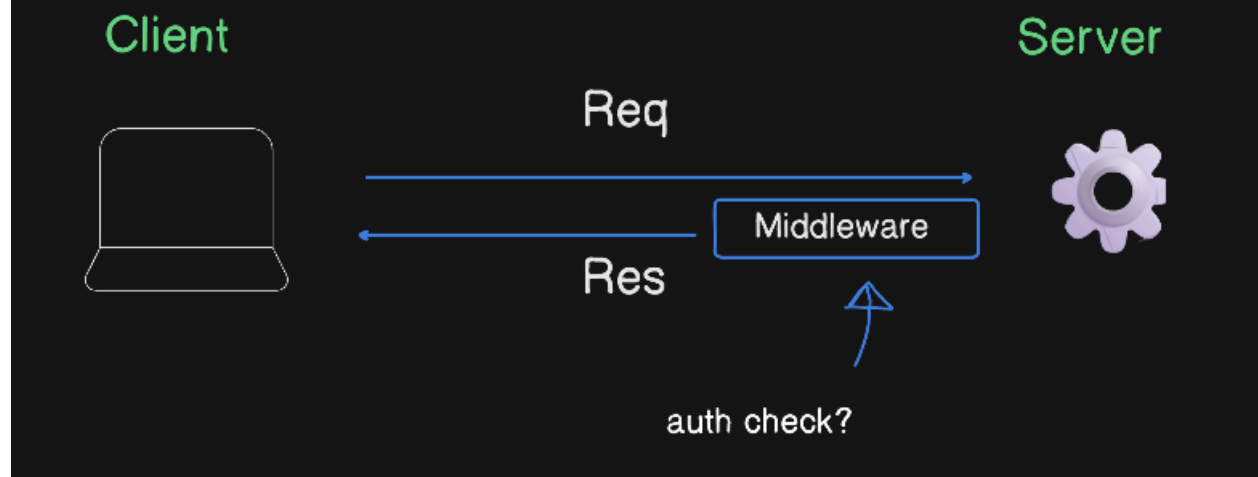 Client
Server
Req
Middleware
Res
auth check?